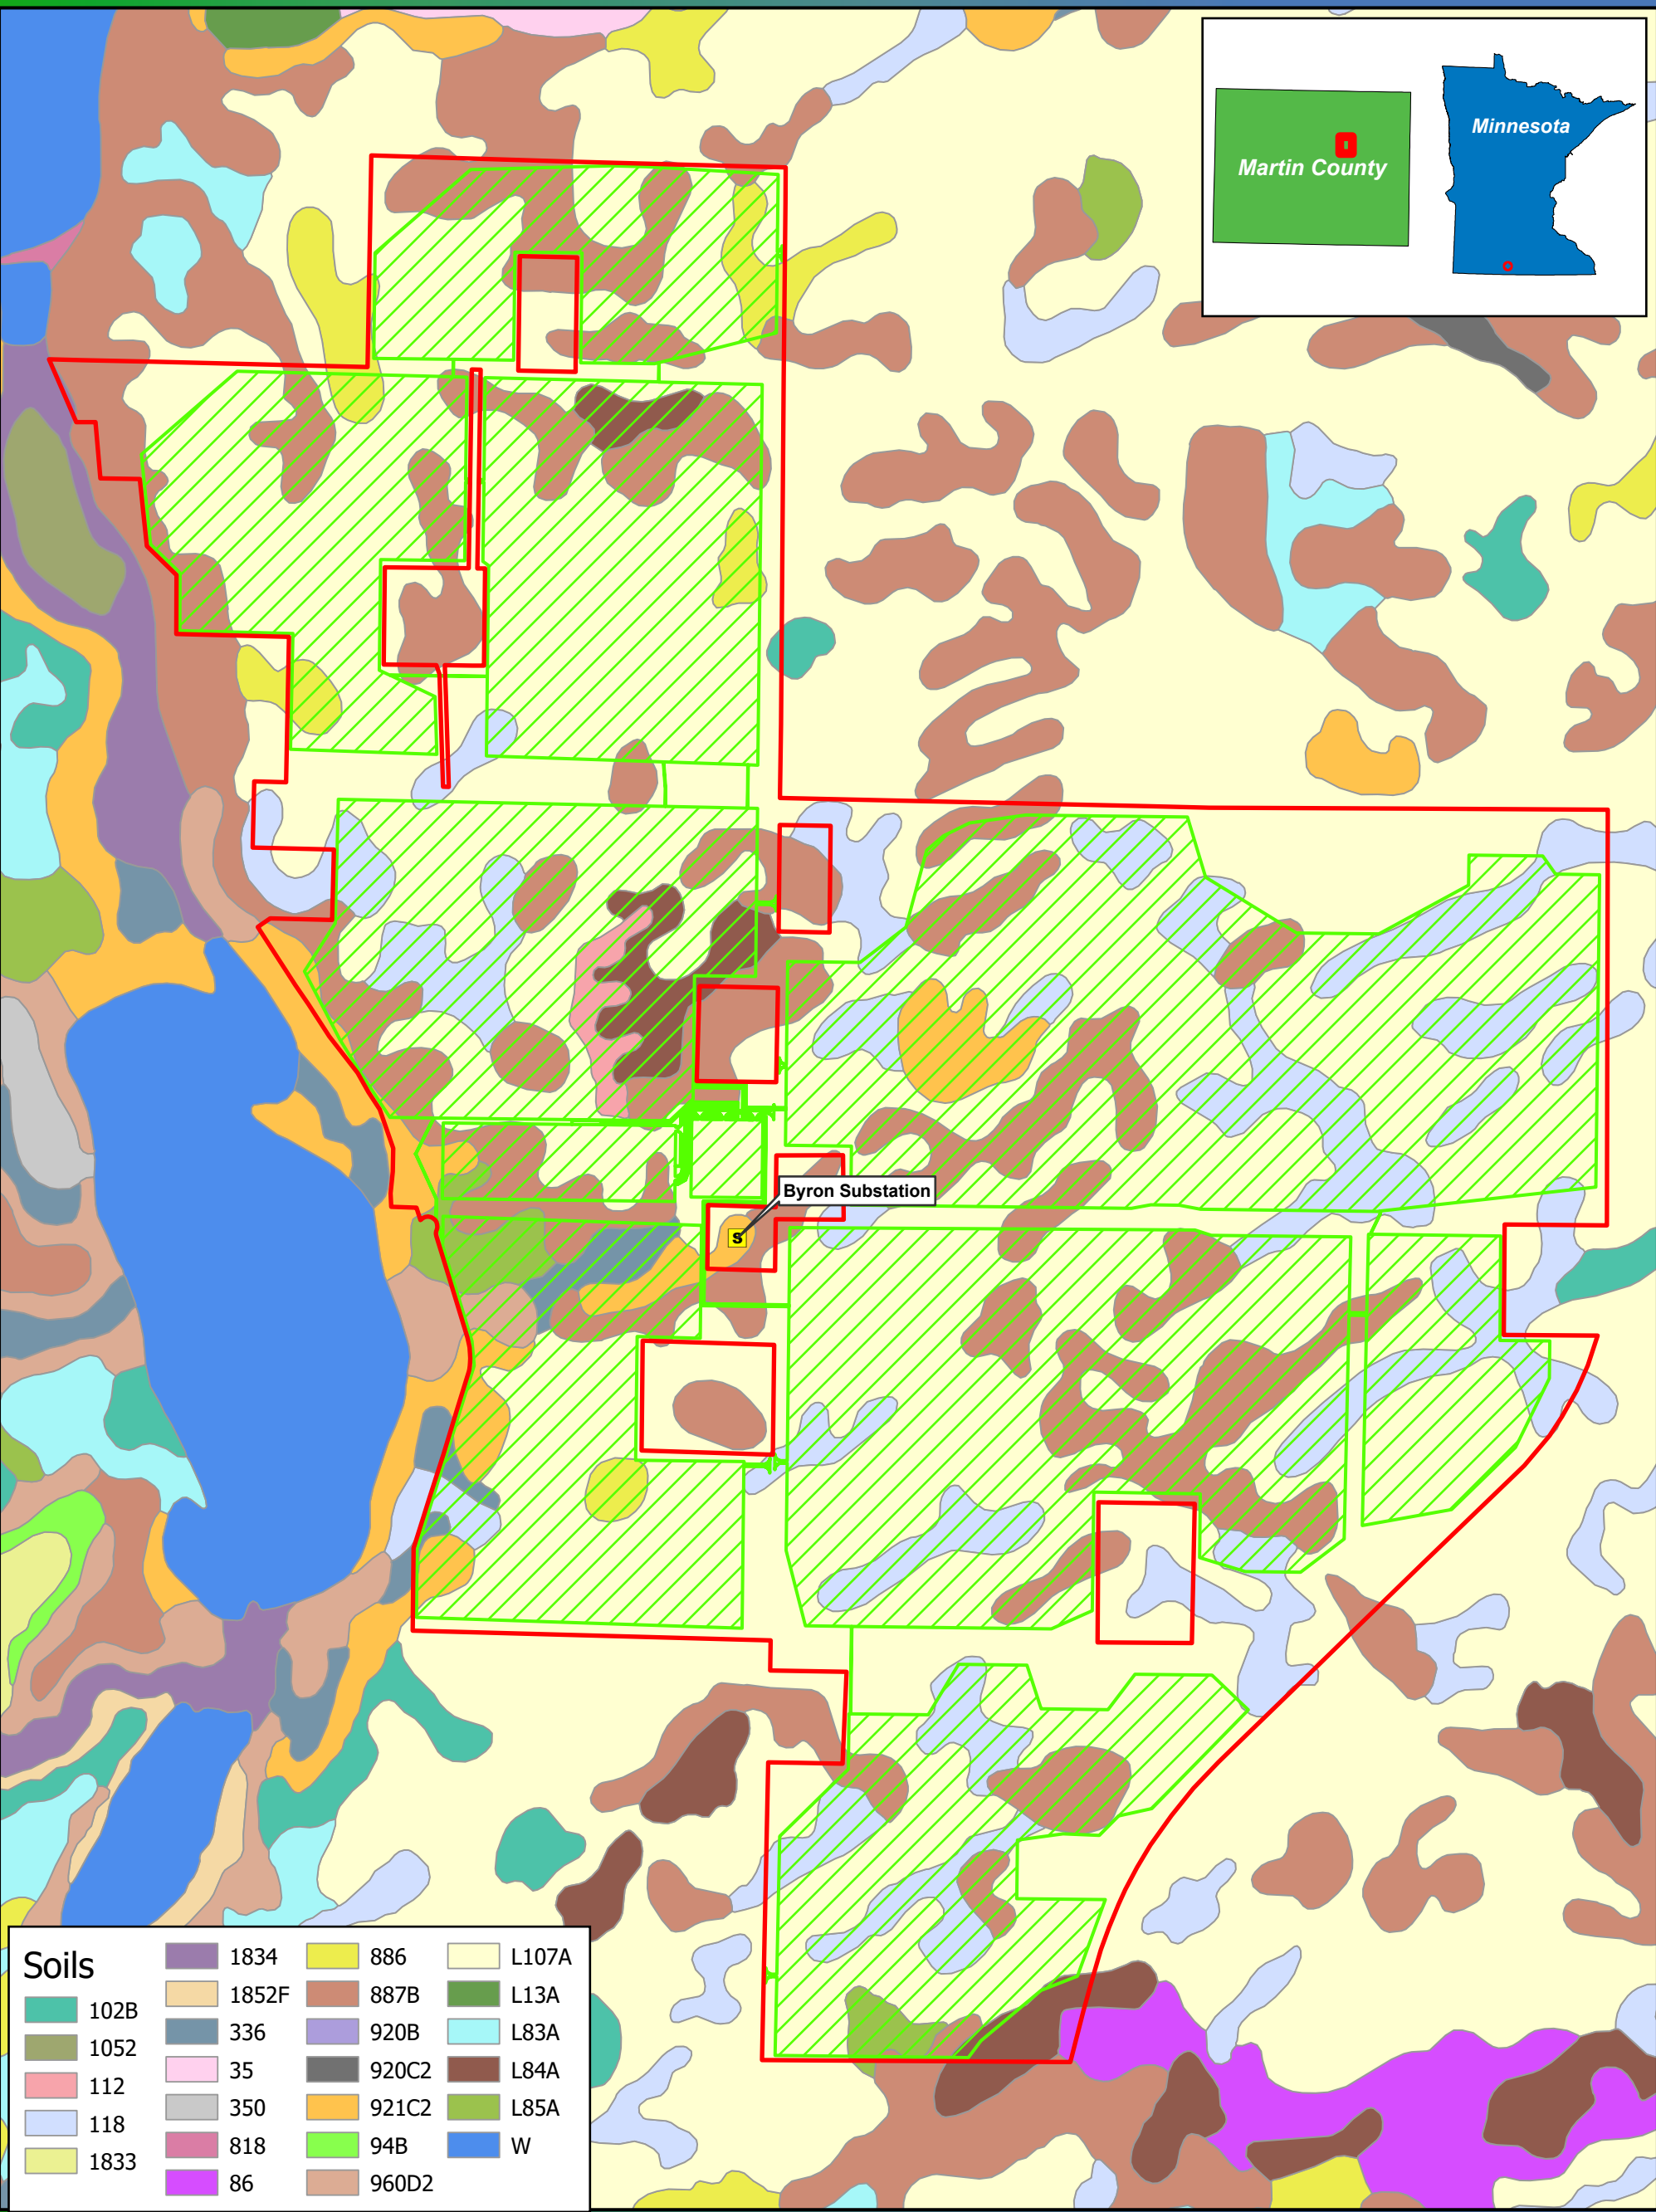 Minnesota
Martin County
Byron Substation
S
Soils
102B
1052
112
118
1833
1834
1852F
336
35
350
818
86
886
887B
920B
920C2
921C2
94B
960D2
L107A
L13A
L83A
L84A
L85A
W